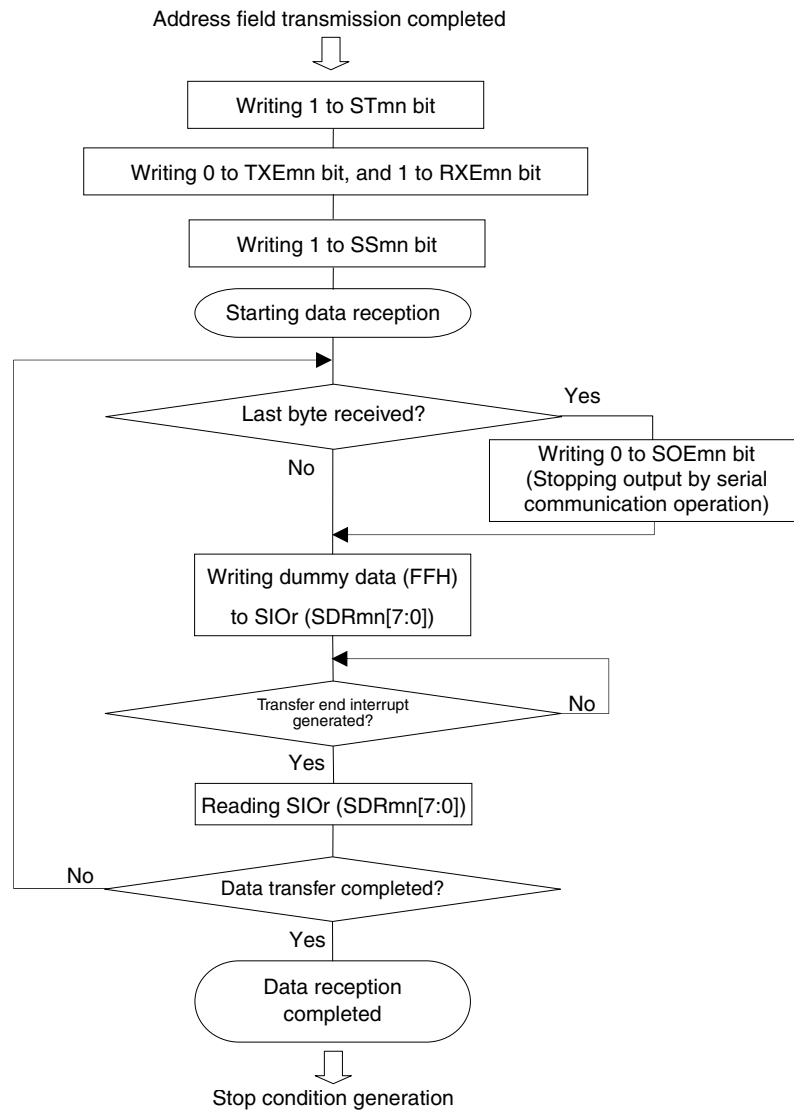 Address field transmission completed
Writing 1 to STmn bit
Writing 0 to TXEmn bit, and 1 to RXEmn bit
Writing 1 to SSmn bit
Starting data reception
Last byte received?
Yes
No
Writing 0 to SOEmn bit
(Stopping output by serial
communication operation)
Writing dummy data (FFH)
to SIOr (SDRmn[7:0])
Transfer end interrupt
generated?
No
Yes
Reading SIOr (SDRmn[7:0])
No
Data transfer completed?
Yes
Data reception
completed
Stop condition generation